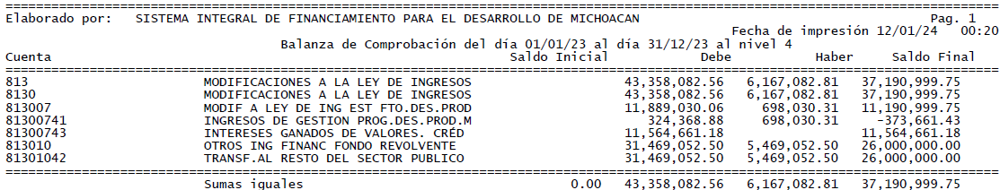 Elaborado por: SISTEMA INTEGRAL DE FINANCIAMIENTO PARA EL DESARROLLO DE MICHOACAN Pag. 1
Fecha de impresión 12/01/24 00:20
Balanza de Comprobación del día 01/01/23 al día 31/12/23 al nivel 4
Cuenta Saldo Inicial Debe Haber Saldo Final
813 MODIFICACIONES A LA LEY DE INGRESOS 43,358,082.56 6,167,082.81 37,190,999.75
8130 MODIFICACIONES A LA LEY DE INGRESOS 43,358,082.56 6,167,082.81 37,190,999.75
813007 MODIF A LEY DE ING EST FTO.DES.PROD 11,889,030.06 698,030.31 11,190,999.75
81300741 INGRESOS DE GESTION PROG.DES.PROD.M 324,368.88 698,030.31 -373,661.43
81300743 INTERESES GANADOS DE VALORES. CRÉD 11,564,661.18 11,564,661.18
813010 OTROS ING FINANC FONDO REVOLVENTE 31,469,052.50 5,469,052.50 26,000,000.00
81301042 TRANSF.AL RESTO DEL SECTOR PUBLICO 31,469,052.50 5,469,052.50 26,000,000.00
Sumas iguales 0.00 43,358,082.56 6,167,082.81 37,190,999.75